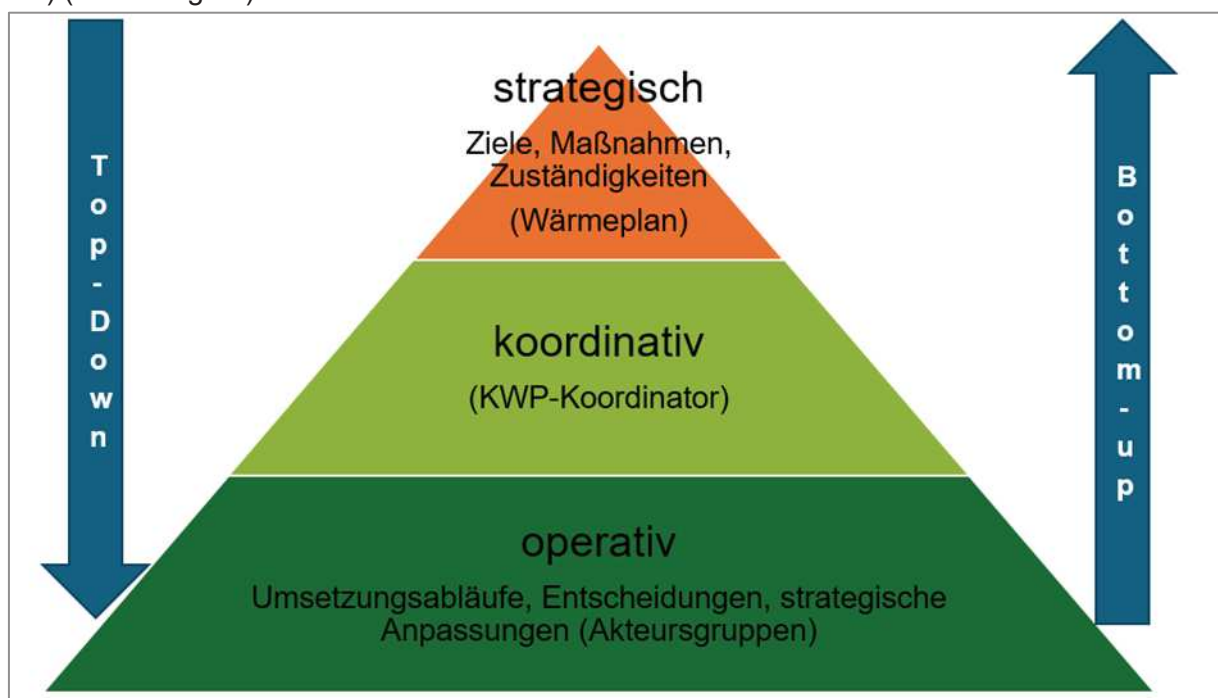 Top-Down
strategisch
Ziele, Maßnahmen,
Zuständigkeiten
(Wärmeplan)
koordinativ
(KWP-Koordinator)
operativ
Umsetzungsabläufe, Entscheidungen, strategische
Anpassungen (Akteursgruppen)
Bottom-up